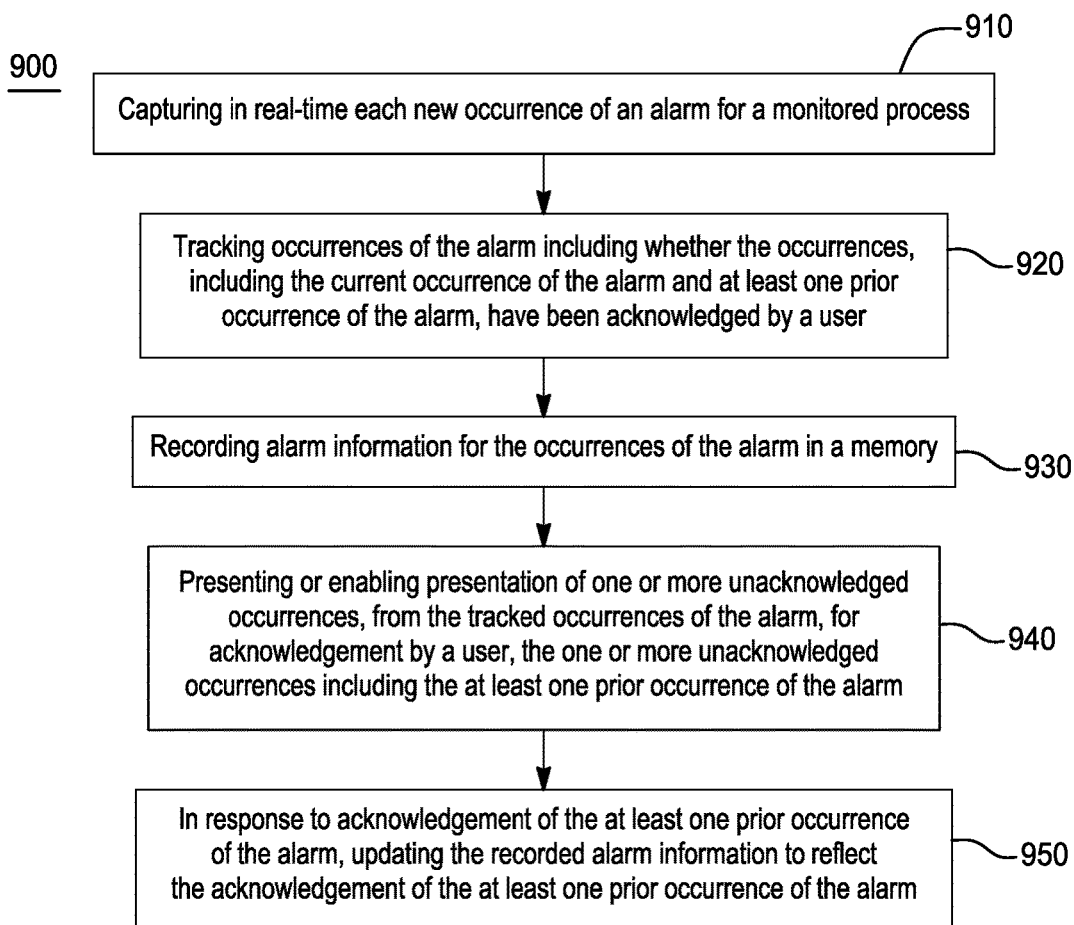 910
900
Capturing in real-time each new occurrence of an alarm for a monitored process
Tracking occurrences of the alarm including whether the occurrences,
including the current occurrence of the alarm and at least one prior
occurrence of the alarm, have been acknowledged by a user
920
Recording alarm information for the occurrences of the alarm in a memory
930
Presenting or enabling presentation of one or more unacknowledged
occurrences, from the tracked occurrences of the alarm, for
acknowledgement by a user, the one or more unacknowledged
occurrences including the at least one prior occurrence of the alarm
940
In response to acknowledgement of the at least one prior occurrence
of the alarm, updating the recorded alarm information to reflect
the acknowledgement of the at least one prior occurrence of the alarm
950